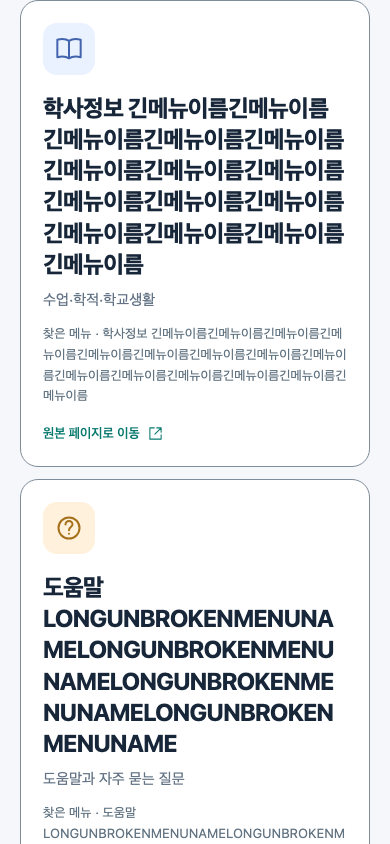 학사정보 긴메뉴이름긴메뉴이름
긴메뉴이름긴메뉴이름긴메뉴이름
긴메뉴이름긴메뉴이름긴메뉴이름
긴메뉴이름긴메뉴이름긴메뉴이름
긴메뉴이름긴메뉴이름긴메뉴이름
긴메뉴이름
수업·학적·학교생활
찾은 메뉴 · 학사정보 긴메뉴이름긴메뉴이름긴메뉴이름긴메
뉴이름긴메뉴이름긴메뉴이름긴메뉴이름긴메뉴이름긴메뉴이
름긴메뉴이름긴메뉴이름긴메뉴이름긴메뉴이름긴메뉴이름긴
메뉴이름
원본 페이지로 이동
도움말
LONGUNBROKENMENUNA
MELONGUNBROKENMENU
NAMELONGUNBROKENME
NUNAMELONGUNBROKEN
MENUNAME
도움말과 자주 묻는 질문
찾은 메뉴 · 도움말
LONGUNBROKENMENUNAMELONGUNBROKENM